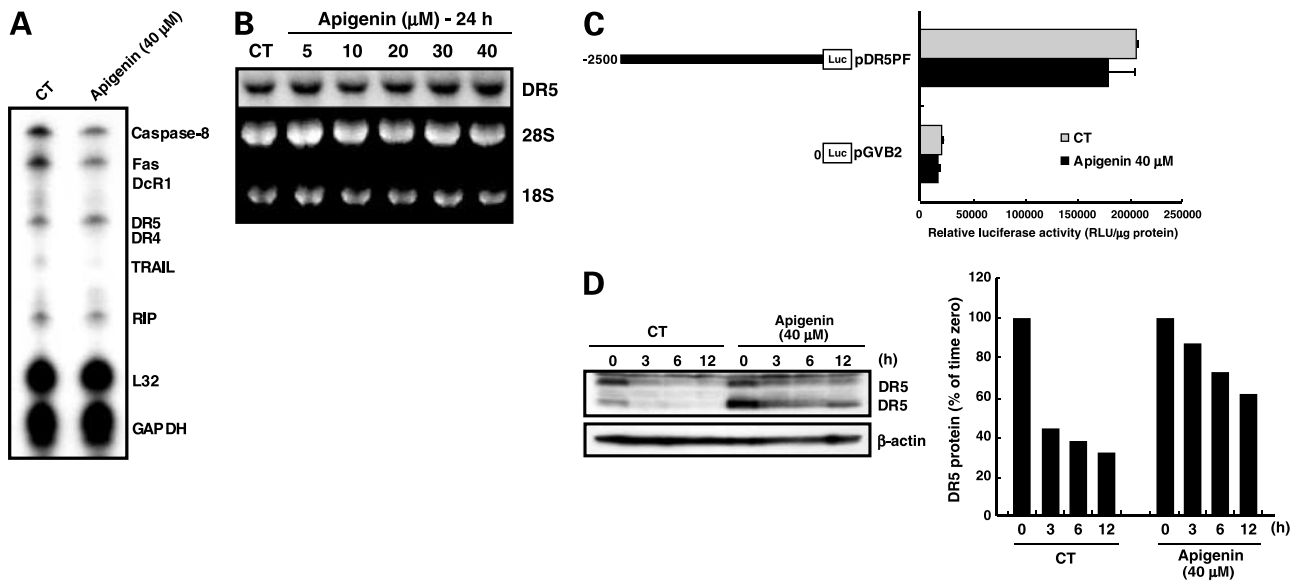 A
CT
Apigenin (40 μM)
Caspase-8
Fas
DcR1
DR5
DR4
TRAIL
RIP
L32
GAPDH
B
Apigenin (μM) - 24 h
CT 5 10 20 30 40
DR5
28S
18S
C
-2500 Luc pDR5PF
0 Luc pGVB2
CT
Apigenin 40 μM
0 50000 100000 150000 200000 250000
Relative luciferase activity (RLU/μg protein)
D
CT Apigenin
(40 μM)
0 3 6 12 0 3 6 12 (h)
DR5
DR5
β-actin
DR5 protein (% of time zero)
120
100
80
60
40
20
0
0 3 6 12 0 3 6 12 (h)
CT Apigenin
(40 μM)